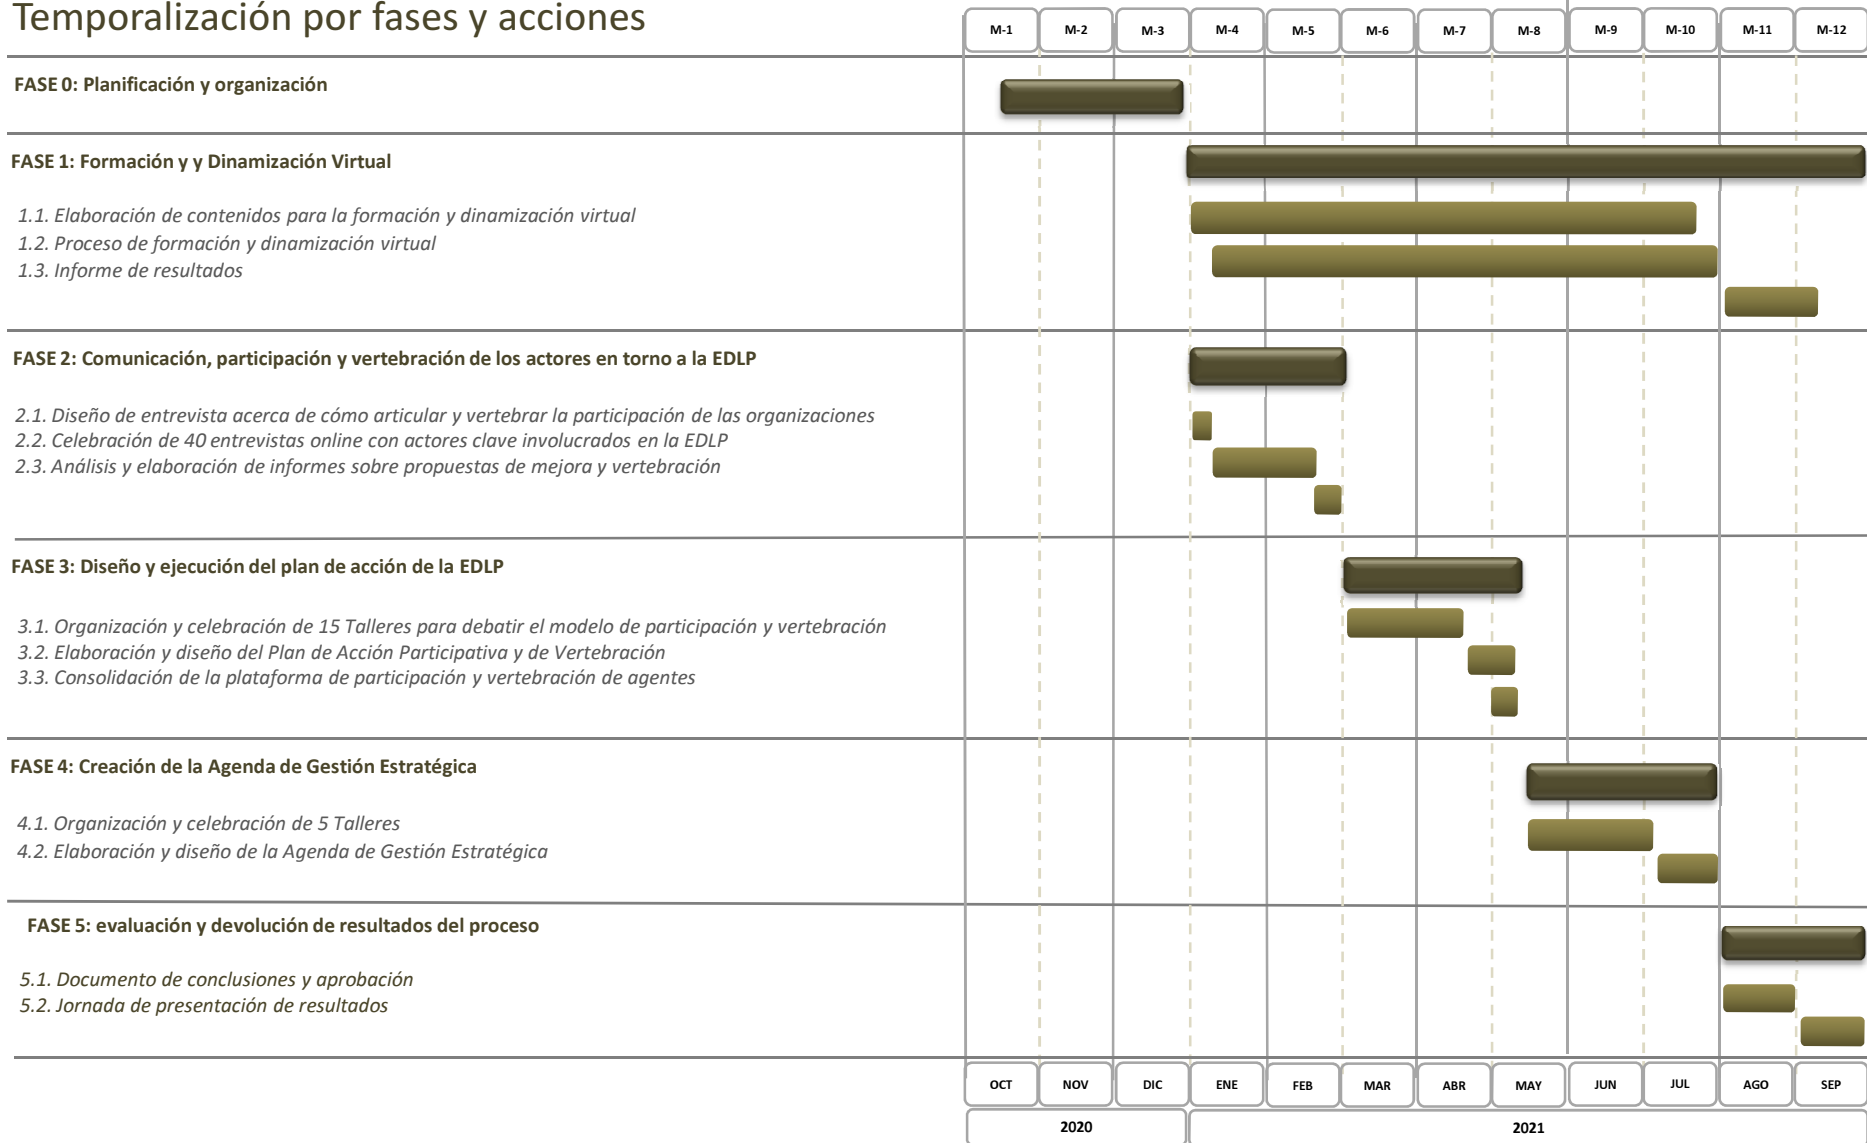 Temporalización por fases y acciones
M-1 M-2 M-3 M-4 M-5 M-6 M-7 M-8 M-9 M-10 M-11 M-12
FASE 0: Planificación y organización
FASE 1: Formación y y Dinamización Virtual
1.1. Elaboración de contenidos para la formación y dinamización virtual
1.2. Proceso de formación y dinamización virtual
1.3. Informe de resultados
FASE 2: Comunicación, participación y vertebración de los actores en torno a la EDLP
2.1. Diseño de entrevista acerca de cómo articular y vertebrar la participación de las organizaciones
2.2. Celebración de 40 entrevistas online con actores clave involucrados en la EDLP
2.3. Análisis y elaboración de informes sobre propuestas de mejora y vertebración
FASE 3: Diseño y ejecución del plan de acción de la EDLP
3.1. Organización y celebración de 15 Talleres para debatir el modelo de participación y vertebración
3.2. Elaboración y diseño del Plan de Acción Participativa y de Vertebración
3.3. Consolidación de la plataforma de participación y vertebración de agentes
FASE 4: Creación de la Agenda de Gestión Estratégica
4.1. Organización y celebración de 5 Talleres
4.2. Elaboración y diseño de la Agenda de Gestión Estratégica
FASE 5: evaluación y devolución de resultados del proceso
5.1. Documento de conclusiones y aprobación
5.2. Jornada de presentación de resultados
OCT NOV DIC ENE FEB MAR ABR MAY JUN JUL AGO SEP
2020 2021